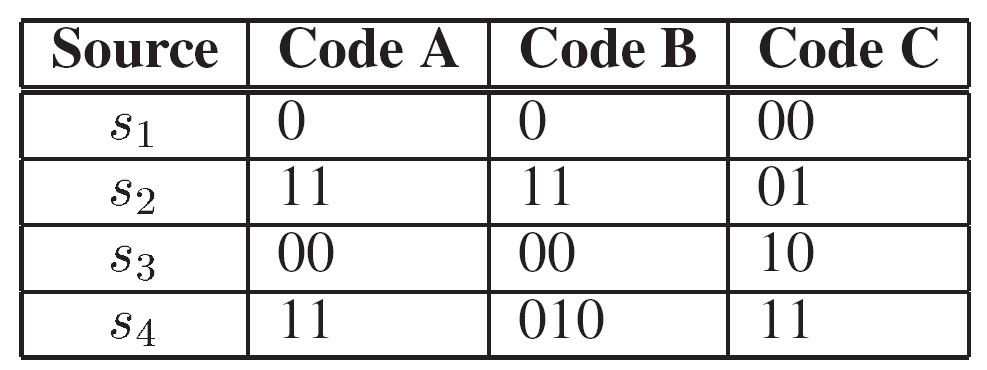 Source Code A Code B Code C
s1 0 0 00
s2 11 11 01
s3 00 00 10
s4 11 010 11